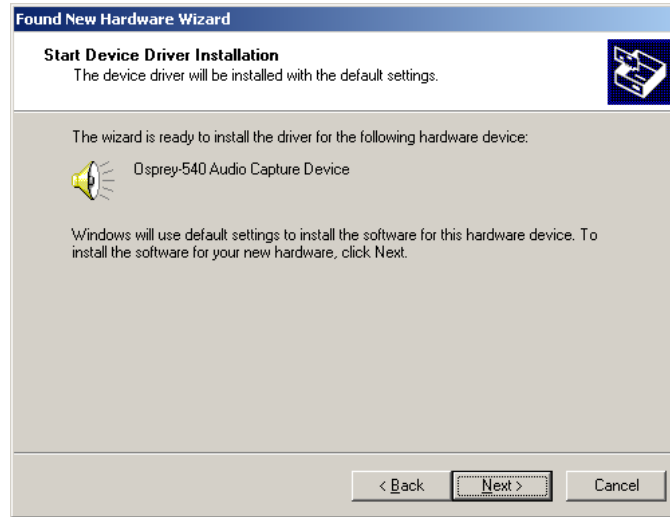 Found New Hardware Wizard
Start Device Driver Installation
The device driver will be installed with the default settings.
The wizard is ready to install the driver for the following hardware device:
Osprey-540 Audio Capture Device
Windows will use default settings to install the software for this hardware device. To
install the software for your new hardware, click Next.
< Back Next > Cancel